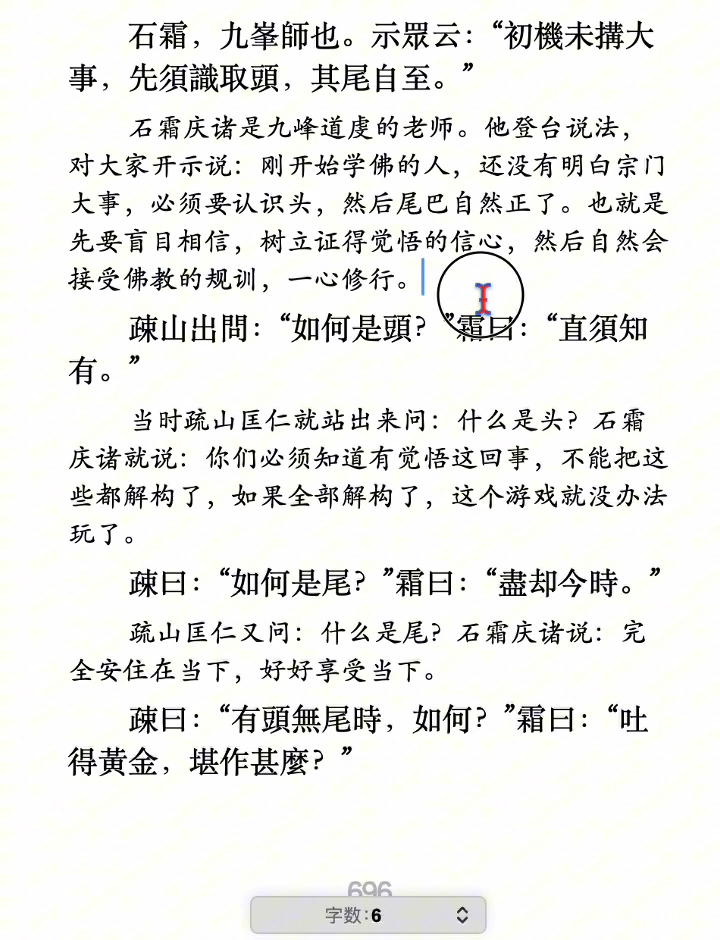 石霜，九峯師也。示眾云：“初機未搆大
事，先須識取頭，其尾自至。”
石霜庆诸是九峰道虔的老师。他登台说法，
对大家开示说：刚开始学佛的人，还没有明白宗门
大事，必须要认识头，然后尾巴自然正了。也就是
先要盲目相信，树立证得觉悟的信心，然后自然会
接受佛教的规训，一心修行。
疎山出問：“如何是頭？”霜曰：“直須知
有。”
当时疏山匡仁就站出来问：什么是头？石霜
庆诸就说：你们必须知道有觉悟这回事，不能把这
些都解构了，如果全部解构了，这个游戏就没办法
玩了。
疎曰：“如何是尾？”霜曰：“盡却今時。”
疏山匡仁又问：什么是尾？石霜庆诸说：完
全安住在当下，好好享受当下。
疎曰：“有頭無尾時，如何？”霜曰：“吐
得黃金，堪作甚麼？”
696
字数:6